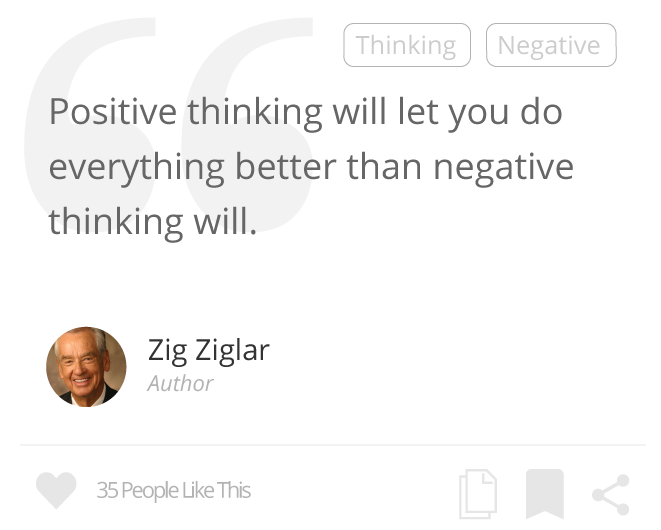 Thinking Negative
Positive thinking will let you do
everything better than negative
thinking will.
Zig Ziglar
Author
35 People Like This